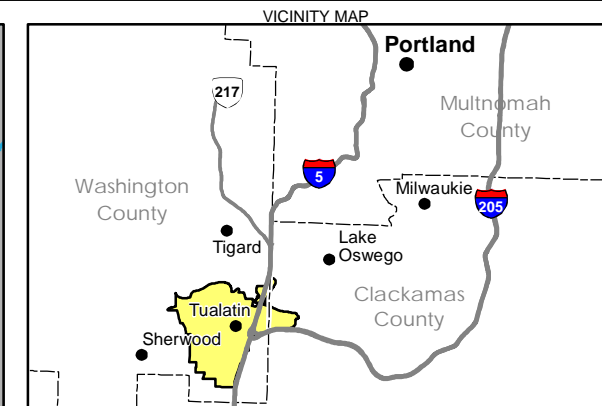 VICINITY MAP
Portland
217
Multnomah
County
5
Washington
County
Milwaukie
205
Tigard
Lake
Oswego
Clackamas
County
Tualatin
Sherwood